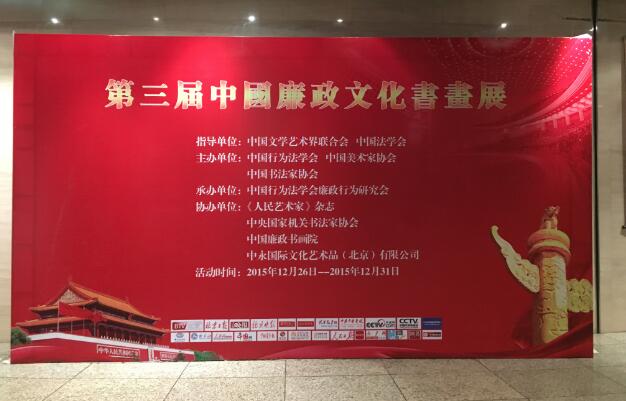 第三届中國廉政文化書畫展
指导单位：中国文学艺术界联合会 中国法学会
主办单位：中国行为法学会 中国美术家协会
中国书法家协会
承办单位：中国行为法学会廉政行为研究会
协办单位：《人民艺术家》杂志
中央国家机关书法家协会
中国廉政书画院
中永国际文化艺术品（北京）有限公司
活动时间：2015年12月26日——2015年12月31日
CCTV CCTV